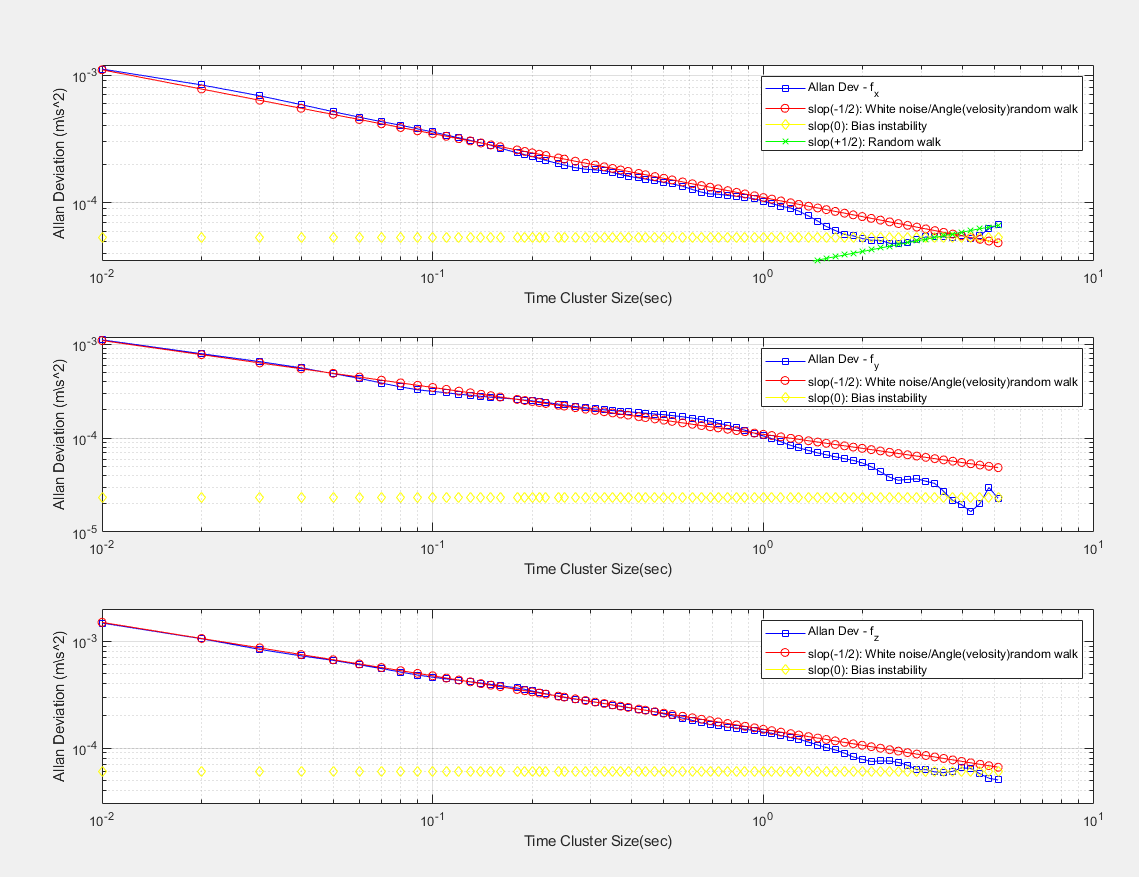 Allan Deviation (m\s^2)
10^-3
10^-4
Allan Dev - f_x
slop(-1/2): White noise/Angle(velosity)random walk
slop(0): Bias instability
slop(+1/2): Random walk
10^-2 10^-1 10^0 10^1
Time Cluster Size(sec)
Allan Deviation (m\s^2)
10^-3
10^-4
10^-5
Allan Dev - f_y
slop(-1/2): White noise/Angle(velosity)random walk
slop(0): Bias instability
10^-2 10^-1 10^0 10^1
Time Cluster Size(sec)
Allan Deviation (m\s^2)
10^-3
10^-4
Allan Dev - f_z
slop(-1/2): White noise/Angle(velosity)random walk
slop(0): Bias instability
10^-2 10^-1 10^0 10^1
Time Cluster Size(sec)